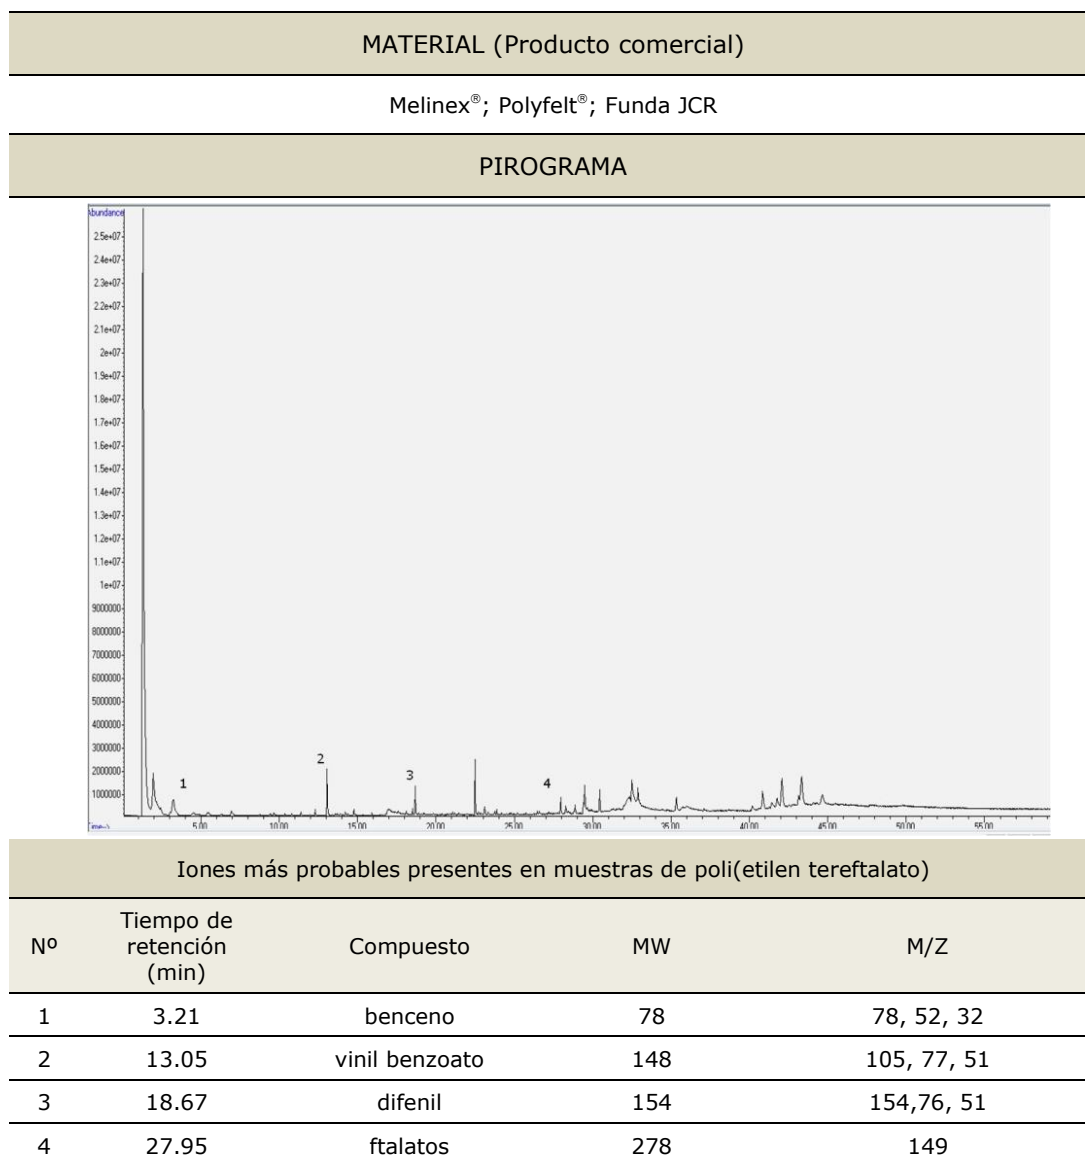 MATERIAL (Producto comercial)
Melinex®; Polyfelt®; Funda JCR
PIROGRAMA
Abundance
2.5e+07
2.4e+07
2.3e+07
2.2e+07
2.1e+07
2e+07
1.9e+07
1.8e+07
1.7e+07
1.6e+07
1.5e+07
1.4e+07
1.3e+07
1.2e+07
1.1e+07
1e+07
9000000
8000000
7000000
6000000
5000000
4000000
3000000
2000000
1000000
1
2
3
4
Time-->
5.00 10.00 15.00 20.00 25.00 30.00 35.00 40.00 45.00 50.00 55.00
Iones más probables presentes en muestras de poli(etilen tereftalato)
Nº Tiempo de retención (min) Compuesto MW M/Z
1 3.21 benceno 78 78, 52, 32
2 13.05 vinil benzoato 148 105, 77, 51
3 18.67 difenil 154 154,76, 51
4 27.95 ftalatos 278 149